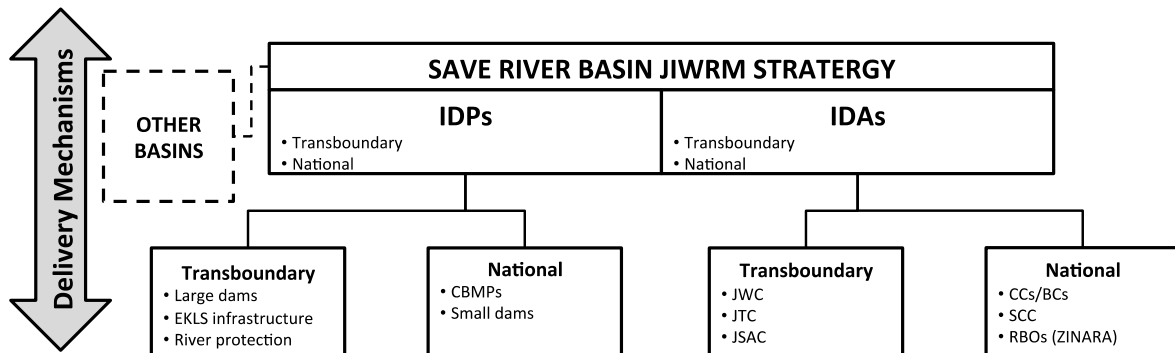 Delivery Mechanisms
OTHER
BASINS
SAVE RIVER BASIN JIWRM STRATERGY
IDPs
• Transboundary
• National
IDAs
• Transboundary
• National
Transboundary
• Large dams
• EKLS infrastructure
• River protection
National
• CBMPs
• Small dams
Transboundary
• JWC
• JTC
• JSAC
National
• CCs/BCs
• SCC
• RBOs (ZINARA)